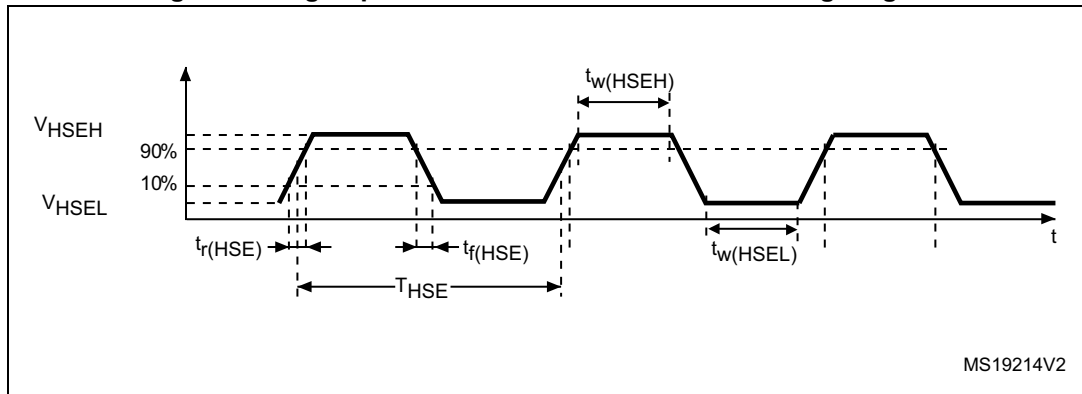 tw(HSEH)
VHSEH
90%
10%
VHSEL
t
tr(HSE)
tf(HSE)
tw(HSEL)
THSE
MS19214V2